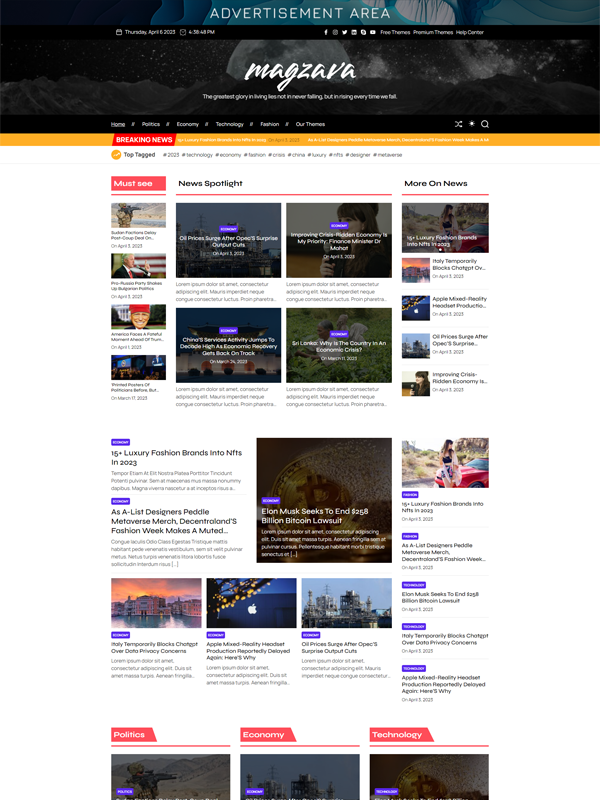 ADVERTISEMENT AREA
Thursday, April 6 2023 4:38:48 PM
Free Themes Premium Themes Help Center
magzava
The greatest glory in living lies not in never falling, but in rising every time we fall.
Home // Politics // Economy // Technology // Fashion // Our Themes
BREAKING NEWS
Luxury Fashion Brands Into Nfts In 2023 On April 3, 2023 As A-List Designers Peddle Metaverse Merch, Decentraland'S Fashion Week Makes A
Top Tagged # 2023 # technology # economy # fashion # crisis # china # luxury # nfts # designer # metaverse
Must see
Sudan Factions Delay
Post-Coup Deal On…
On April 3, 2023
Pro-Russia Party Shakes
Up Bulgarian Politics
On April 3, 2023
America Faces A Fateful
Moment Ahead Of Trum…
On April 1, 2023
'Printed Posters Of
Politicians Before, But…
On March 17, 2023
News Spotlight
ECONOMY
Oil Prices Surge After Opec'S Surprise
Output Cuts
On April 3, 2023
Lorem ipsum dolor sit amet, consectetur
adipiscing elit. Mauris imperdiet neque
congue consectetur. Proin pharetra…
ECONOMY
Improving Crisis-Ridden Economy Is
My Priority: Finance Minister Dr
Mohat
On April 3, 2023
Lorem ipsum dolor sit amet, consectetur
adipiscing elit. Mauris imperdiet neque
congue consectetur. Proin pharetra…
ECONOMY
China'S Services Activity Jumps To
Decade High As Economic Recovery
Gets Back On Track
On March 24, 2023
Lorem ipsum dolor sit amet, consectetur
adipiscing elit. Mauris imperdiet neque
congue consectetur. Proin pharetra…
ECONOMY
Sri Lanka: Why Is The Country In An
Economic Crisis?
On March 17, 2023
Lorem ipsum dolor sit amet, consectetur
adipiscing elit. Mauris imperdiet neque
congue consectetur. Proin pharetra…
More On News
15+ Luxury Fashion Brands
Into Nfts In 2023
Italy Temporarily
Blocks Chatgpt Ov…
On April 3, 2023
Apple Mixed-Reality
Headset Productio…
On April 3, 2023
Oil Prices Surge After
Opec'S Surprise…
On April 3, 2023
Improving Crisis-
Ridden Economy Is…
On April 3, 2023
ECONOMY
15+ Luxury Fashion Brands Into Nfts
In 2023
Tempor Etiam At Elit Nostra Platea Porttitor Tincidunt
Potenti pulvinar. Sem at maecenas mus massa nonummy
dapibus. Magna viverra nascetur a at inceptos risus a…
ECONOMY
As A-List Designers Peddle
Metaverse Merch, Decentraland'S
Fashion Week Makes A Muted…
Congue Iaculis Odio Class Egestas Tristique mattis
habitant pede venenatis vestibulum, sem sit velit pulvinar
metus. Netus turpis venenatis litora lobortis fusce
sollicitudin interdum risus […]
ECONOMY
Elon Musk Seeks To End $258
Billion Bitcoin Lawsuit
Lorem ipsum dolor sit amet, consectetur adipiscing elit.
Duis sit amet massa turpis. Aenean fringilla sem at
pulvinar cursus. Pellentesque habitant morbi tristique
senectus et […]
ECONOMY
Italy Temporarily Blocks Chatgpt
Over Data Privacy Concerns
Lorem ipsum dolor sit amet,
consectetur adipiscing elit. Duis sit
amet massa turpis. Aenean fringilla…
ECONOMY
Apple Mixed-Reality Headset
Production Reportedly Delayed
Again: Here'S Why
Lorem ipsum dolor sit amet,
consectetur adipiscing elit. Duis sit
amet massa turpis. Aenean fringilla…
ECONOMY
Oil Prices Surge After Opec'S
Surprise Output Cuts
Lorem ipsum dolor sit amet,
consectetur adipiscing elit. Mauris
imperdiet neque congue consectetur…
FASHION
15+ Luxury Fashion Brands Into
Nfts In 2023
On April 3, 2023
FASHION
As A-List Designers Peddle
Metaverse Merch,
Decentraland'S Fashion Week…
On April 3, 2023
TECHNOLOGY
Elon Musk Seeks To End $258
Billion Bitcoin Lawsuit
On April 3, 2023
TECHNOLOGY
Italy Temporarily Blocks Chatgpt
Over Data Privacy Concerns
On April 3, 2023
TECHNOLOGY
Apple Mixed-Reality Headset
Production Reportedly Delayed
Again: Here'S Why
On April 3, 2023
Politics
Economy
Technology
POLITICS
ECONOMY
TECHNOLOGY